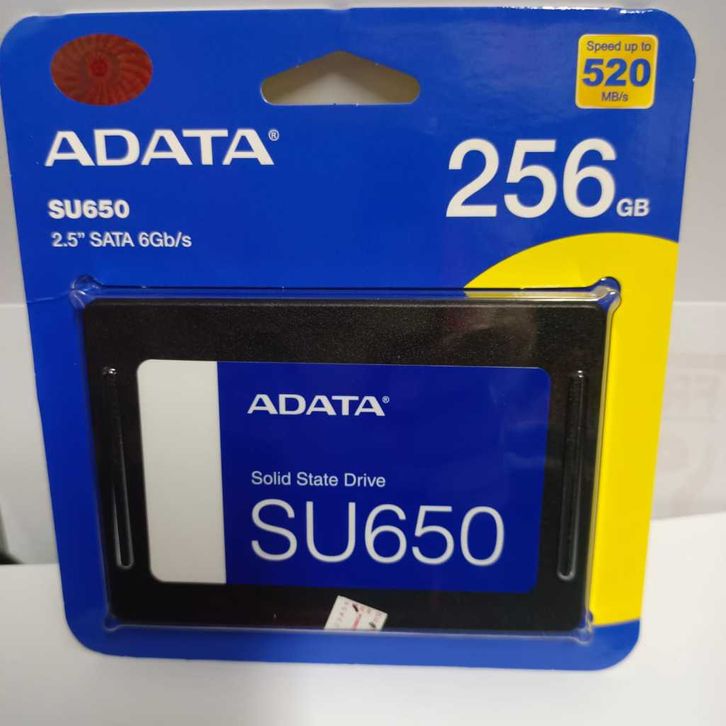 Speed up to
520
MB/s
ADATA®
256GB
SU650
2.5” SATA 6Gb/s
ADATA®
Solid State Drive
SU650